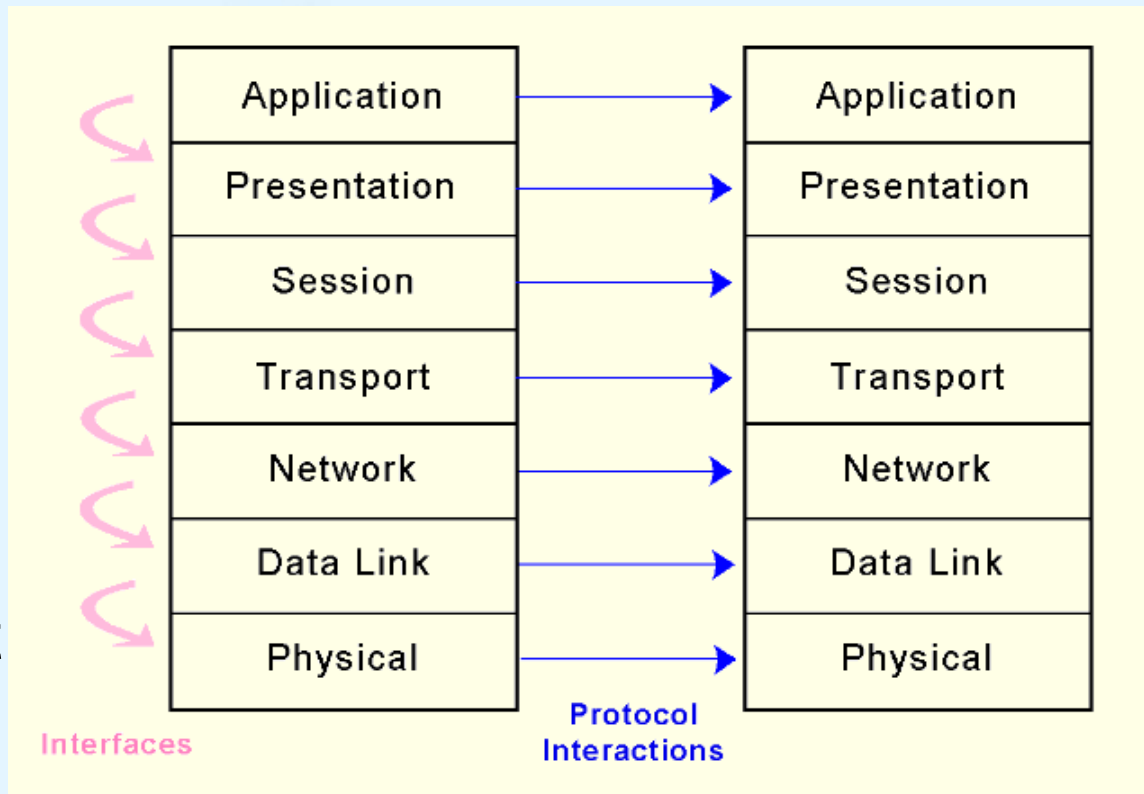 Application
Presentation
Session
Transport
Network
Data Link
Physical
Application
Presentation
Session
Transport
Network
Data Link
Physical
Interfaces
Protocol
Interactions